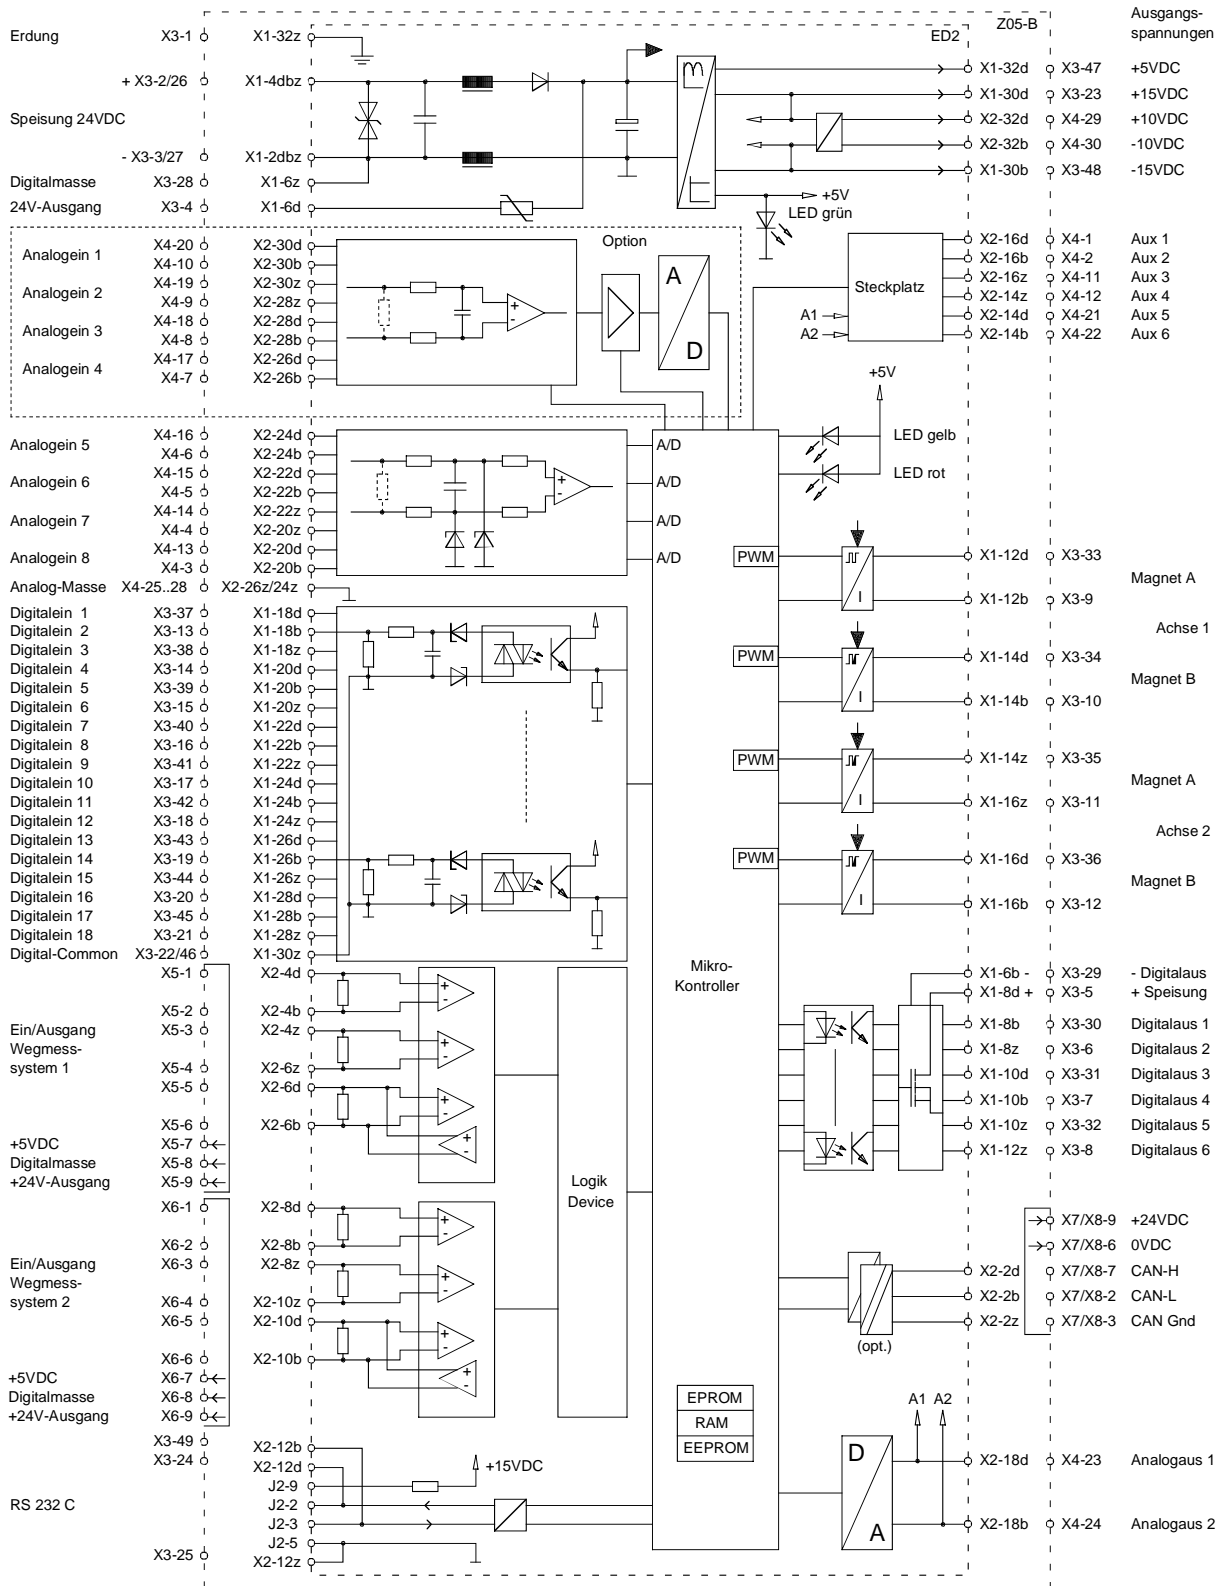 Z05-B
ED2
Ausgangs-
spannungen
Erdung X3-1 X1-32z
+ X3-2/26 X1-4dbz
X1-32d X3-47 +5VDC
X1-30d X3-23 +15VDC
Speisung 24VDC
X2-32d X4-29 +10VDC
X2-32b X4-30 -10VDC
- X3-3/27 X1-2dbz
X1-30b X3-48 -15VDC
Digitalmasse X3-28 X1-6z
+5V
24V-Ausgang X3-4 X1-6d
LED grün
Option
Analogein 1 X4-20 X2-30d
X4-10 X2-30b
Analogein 2 X4-19 X2-30z
X4-9 X2-28z
Analogein 3 X4-18 X2-28d
X4-8 X2-28b
Analogein 4 X4-17 X2-26d
X4-7 X2-26b
+
-
A
D
Steckplatz
A1
A2
X2-16d X4-1 Aux 1
X2-16b X4-2 Aux 2
X2-16z X4-11 Aux 3
X2-14z X4-12 Aux 4
X2-14d X4-21 Aux 5
X2-14b X4-22 Aux 6
+5V
LED gelb
LED rot
Analogein 5 X4-16 X2-24d
X4-6 X2-24b
Analogein 6 X4-15 X2-22d
X4-5 X2-22b
Analogein 7 X4-14 X2-22z
X4-4 X2-20z
Analogein 8 X4-13 X2-20d
X4-3 X2-20b
+
-
A/D
A/D
A/D
A/D
Analog-Masse X4-25..28 X2-26z/24z
Digitalein 1 X3-37 X1-18d
Digitalein 2 X3-13 X1-18b
Digitalein 3 X3-38 X1-18z
Digitalein 4 X3-14 X1-20d
Digitalein 5 X3-39 X1-20b
Digitalein 6 X3-15 X1-20z
Digitalein 7 X3-40 X1-22d
Digitalein 8 X3-16 X1-22b
Digitalein 9 X3-41 X1-22z
Digitalein 10 X3-17 X1-24d
Digitalein 11 X3-42 X1-24b
Digitalein 12 X3-18 X1-24z
Digitalein 13 X3-43 X1-26d
Digitalein 14 X3-19 X1-26b
Digitalein 15 X3-44 X1-26z
Digitalein 16 X3-20 X1-28d
Digitalein 17 X3-45 X1-28b
Digitalein 18 X3-21 X1-28z
Digital-Common X3-22/46 X1-30z
PWM I X1-12d X3-33
Magnet A
X1-12b X3-9
Achse 1
PWM I X1-14d X3-34
Magnet B
X1-14b X3-10
PWM I X1-14z X3-35
Magnet A
X1-16z X3-11
Achse 2
PWM I X1-16d X3-36
Magnet B
X1-16b X3-12
Mikro-
Kontroller
X5-1 X2-4d
X5-2 X2-4b
Ein/Ausgang X5-3 X2-4z
Wegmess-
system 1 X5-4 X2-6z
X5-5 X2-6d
X5-6 X2-6b
+5VDC X5-7
Digitalmasse X5-8
+24V-Ausgang X5-9
+
-
+
-
+
-
+
-
Logik
Device
X1-6b - X3-29 - Digitalaus
X1-8d + X3-5 + Speisung
X1-8b X3-30 Digitalaus 1
X1-8z X3-6 Digitalaus 2
X1-10d X3-31 Digitalaus 3
X1-10b X3-7 Digitalaus 4
X1-10z X3-32 Digitalaus 5
X1-12z X3-8 Digitalaus 6
X6-1 X2-8d
X6-2 X2-8b
Ein/Ausgang X6-3 X2-8z
Wegmess-
system 2 X6-4 X2-10z
X6-5 X2-10d
X6-6 X2-10b
+5VDC X6-7
Digitalmasse X6-8
+24V-Ausgang X6-9
+
-
+
-
+
-
+
-
X7/X8-9 +24VDC
X7/X8-6 0VDC
X2-2d X7/X8-7 CAN-H
X2-2b X7/X8-2 CAN-L
X2-2z X7/X8-3 CAN Gnd
(opt.)
EPROM
RAM
EEPROM
X3-49 X2-12b
X3-24 X2-12d
+15VDC
J2-9
RS 232 C J2-2
J2-3
J2-5
X3-25 X2-12z
A1 A2
D
A
X2-18d X4-23 Analogaus 1
X2-18b X4-24 Analogaus 2